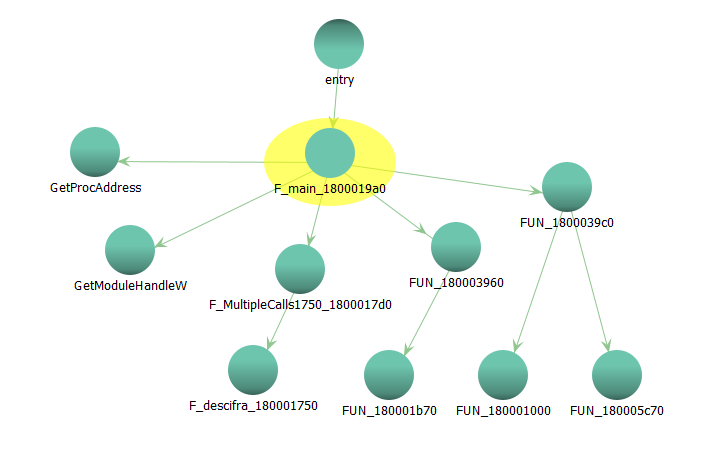 entry
GetProcAddress
F_main_1800019a0
FUN_1800039c0
GetModuleHandleW
F_MultipleCalls1750_1800017d0
FUN_180003960
F_descifra_180001750
FUN_180001b70
FUN_180001000
FUN_180005c70